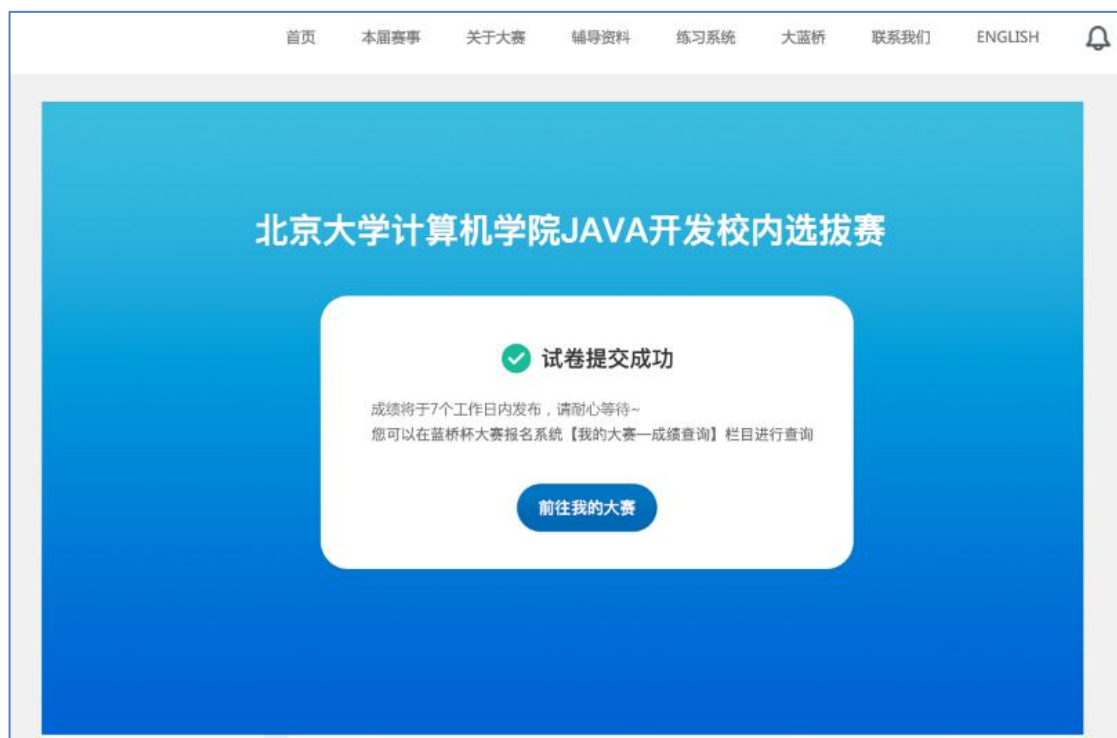 首页 本届赛事 关于大赛 辅导资料 练习系统 大蓝桥 联系我们 ENGLISH
北京大学计算机学院JAVA开发校内选拔赛
试卷提交成功
成绩将于7个工作日内发布，请耐心等待~
您可以在蓝桥杯大赛报名系统【我的大赛—成绩查询】栏目进行查询
前往我的大赛